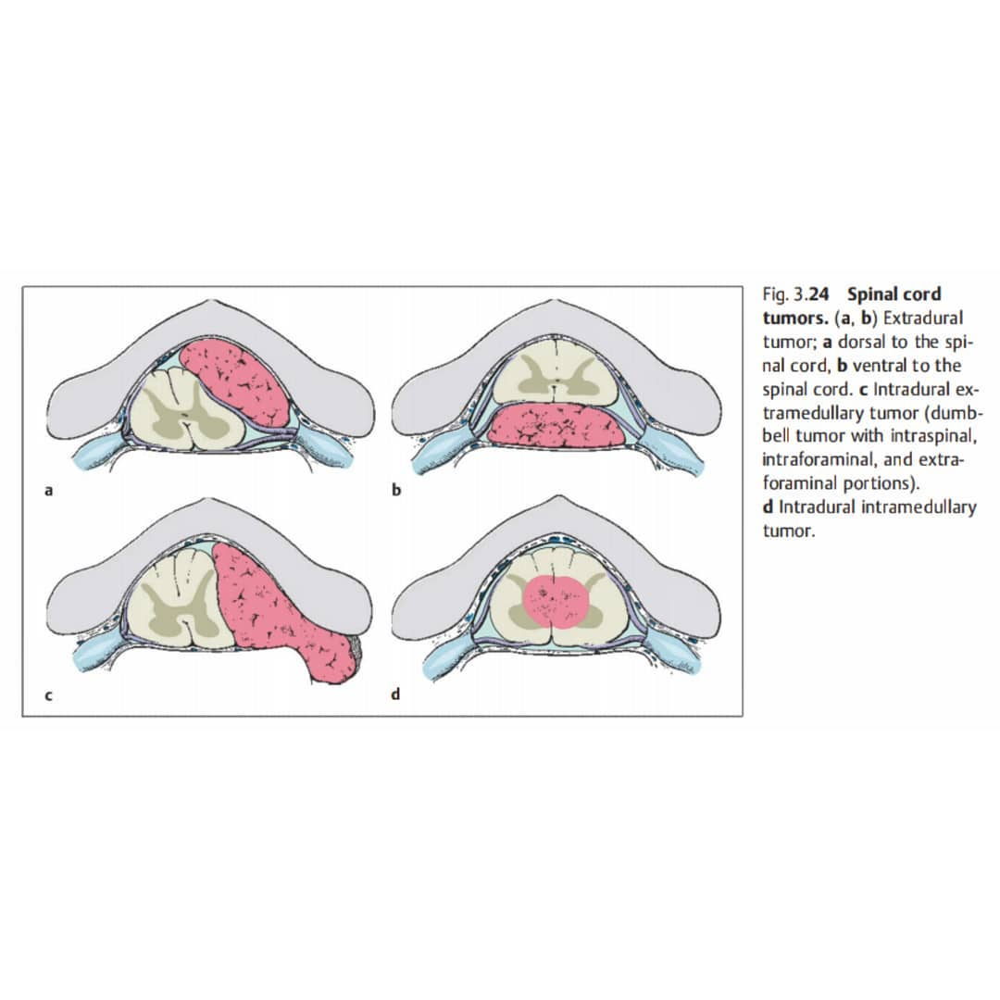 Fig. 3.24 Spinal cord
tumors. (a, b) Extradural
tumor; a dorsal to the spi-
nal cord, b ventral to the
spinal cord. c Intradural ex-
tramedullary tumor (dumb-
bell tumor with intraspinal,
intraforaminal, and extra-
foraminal portions).
d Intradural intramedullary
tumor.
a
b
c
d